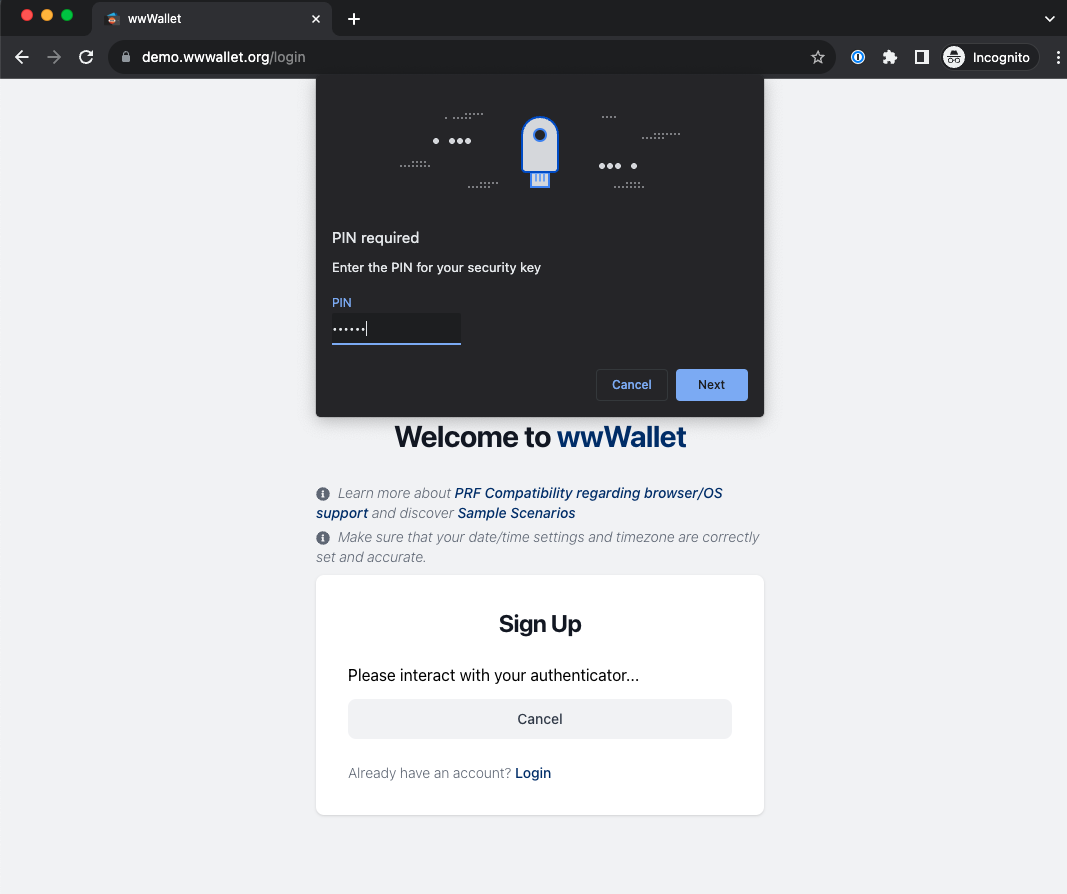 wwWallet
demo.wwwallet.org/login
Incognito
PIN required
Enter the PIN for your security key
PIN
••••••
Cancel Next
Welcome to wwWallet
Learn more about PRF Compatibility regarding browser/OS
support and discover Sample Scenarios
Make sure that your date/time settings and timezone are correctly
set and accurate.
Sign Up
Please interact with your authenticator...
Cancel
Already have an account? Login